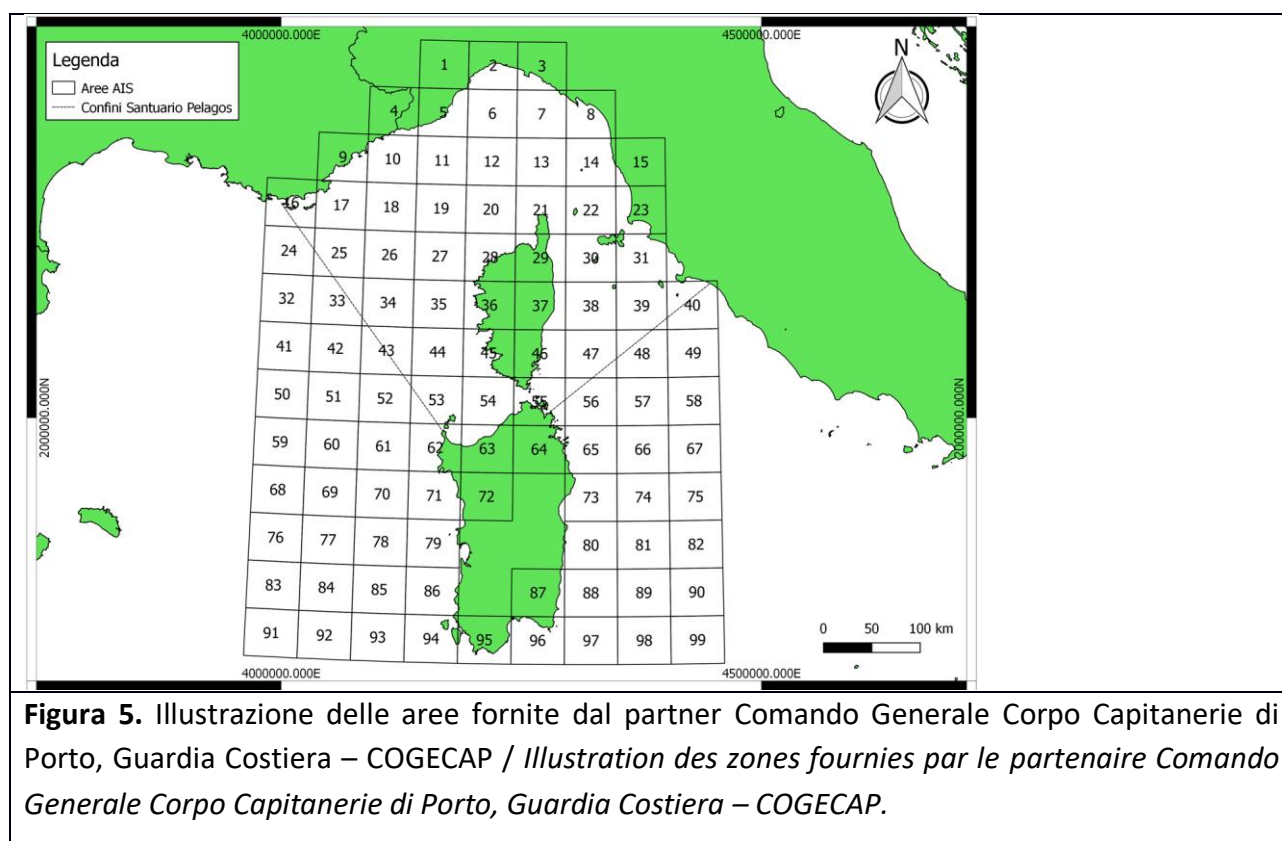 4000000.000E 4500000.000E
Legenda
Aree AIS
Confini Santuario Pelagos
N
1 2 3
4 5 6 7 8
9 10 11 12 13 14 15
16 17 18 19 20 21 22 23
24 25 26 27 28 29 30 31
32 33 34 35 36 37 38 39 40
41 42 43 44 45 46 47 48 49
50 51 52 53 54 55 56 57 58
2000000.000N 2000000.000N
59 60 61 62 63 64 65 66 67
68 69 70 71 72 73 74 75
76 77 78 79 80 81 82
83 84 85 86 87 88 89 90
91 92 93 94 95 96 97 98 99
0 50 100 km
4000000.000E 4500000.000E
Figura 5. Illustrazione delle aree fornite dal partner Comando Generale Corpo Capitanerie di
Porto, Guardia Costiera – COGECAP / Illustration des zones fournies par le partenaire Comando
Generale Corpo Capitanerie di Porto, Guardia Costiera – COGECAP.